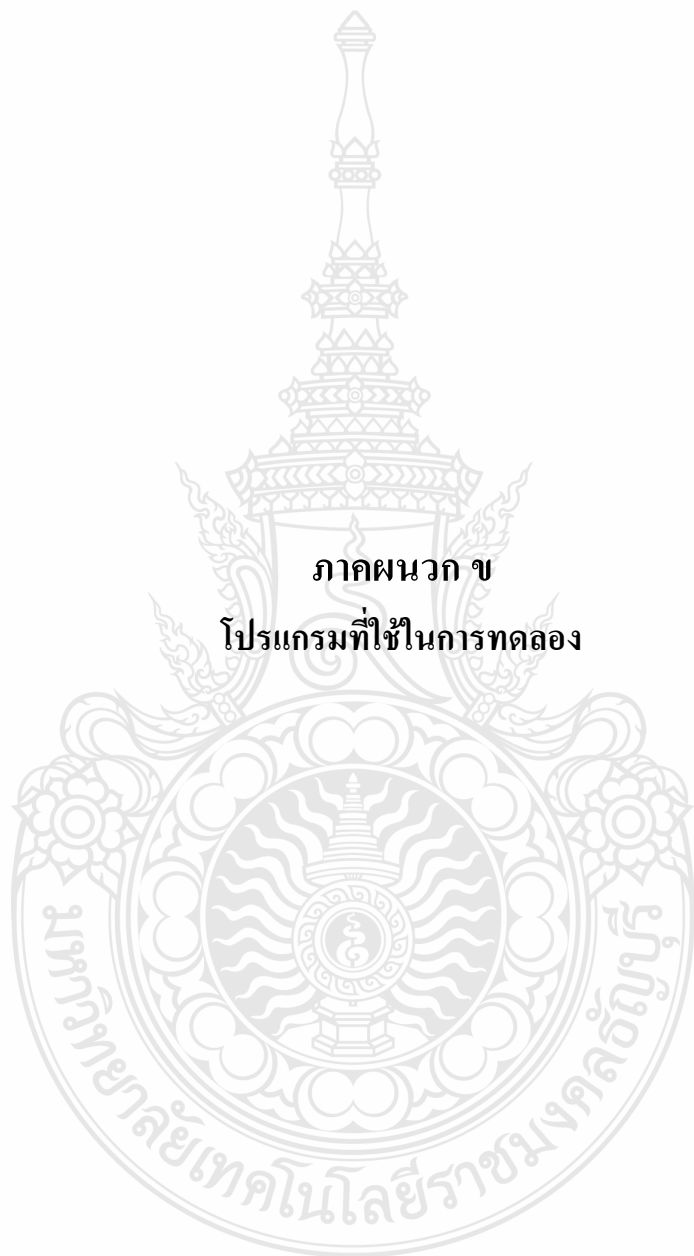 ภาคผนวก ข
โปรแกรมที่ใช้ในการทดลอง
มหาวิทยาลัยเทคโนโลยีราชมงคลธัญบุรี